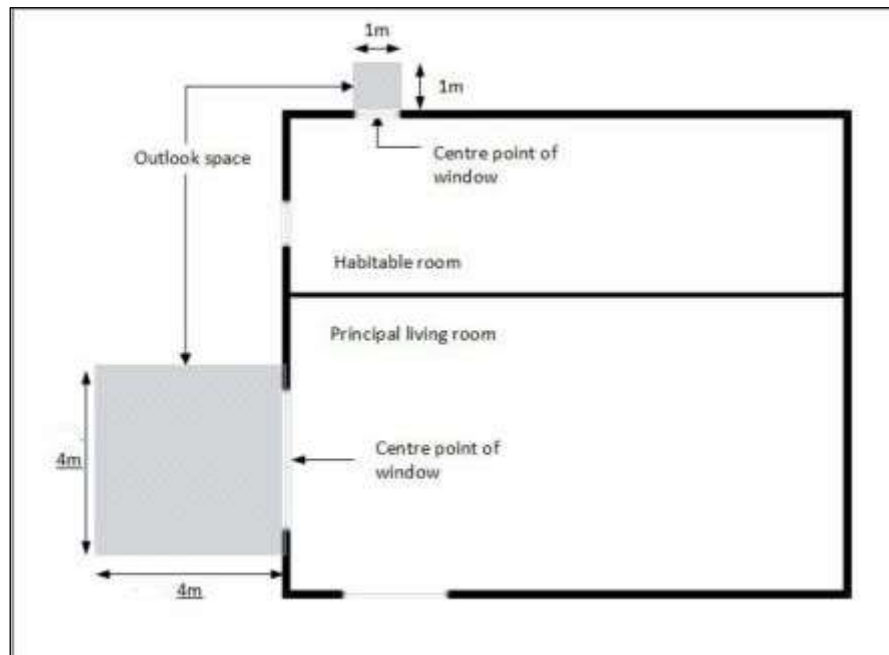 1m
1m
Outlook space
Centre point of
window
Habitable room
Principal living room
4m
Centre point of
window
4m